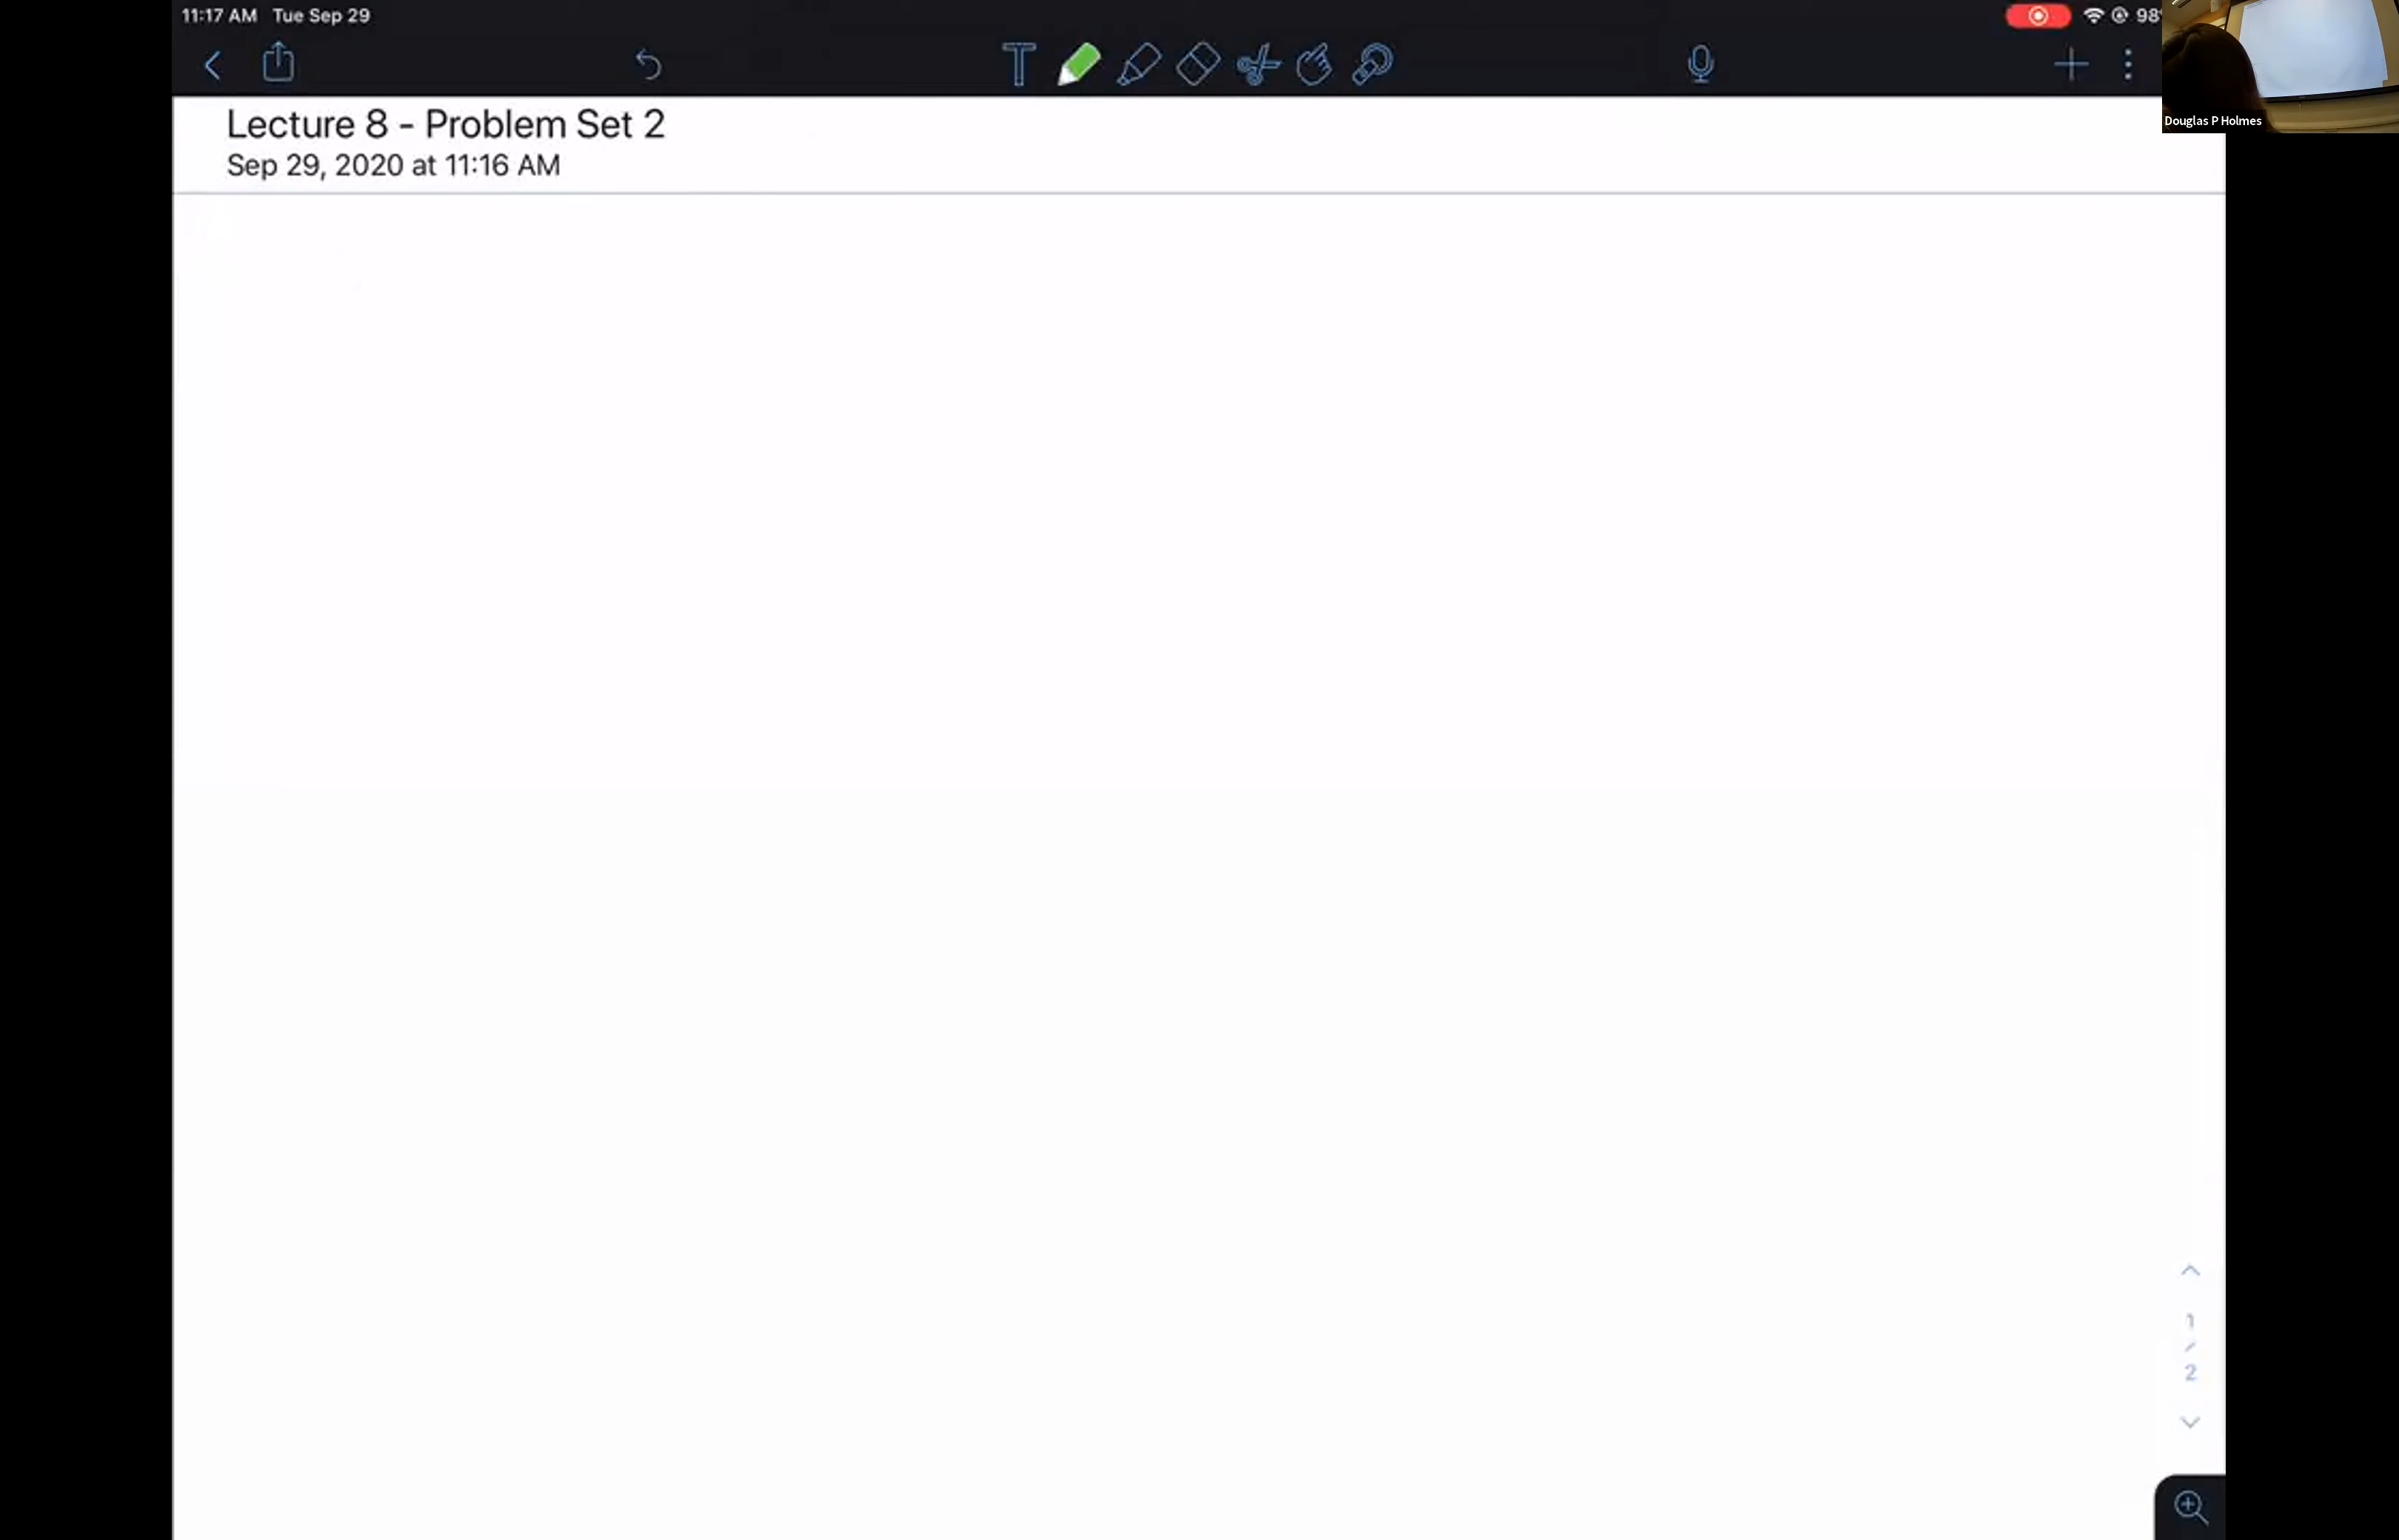 11:17 AM Tue Sep 29
98
Douglas P Holmes
Lecture 8 - Problem Set 2
Sep 29, 2020 at 11:16 AM
1
/
2